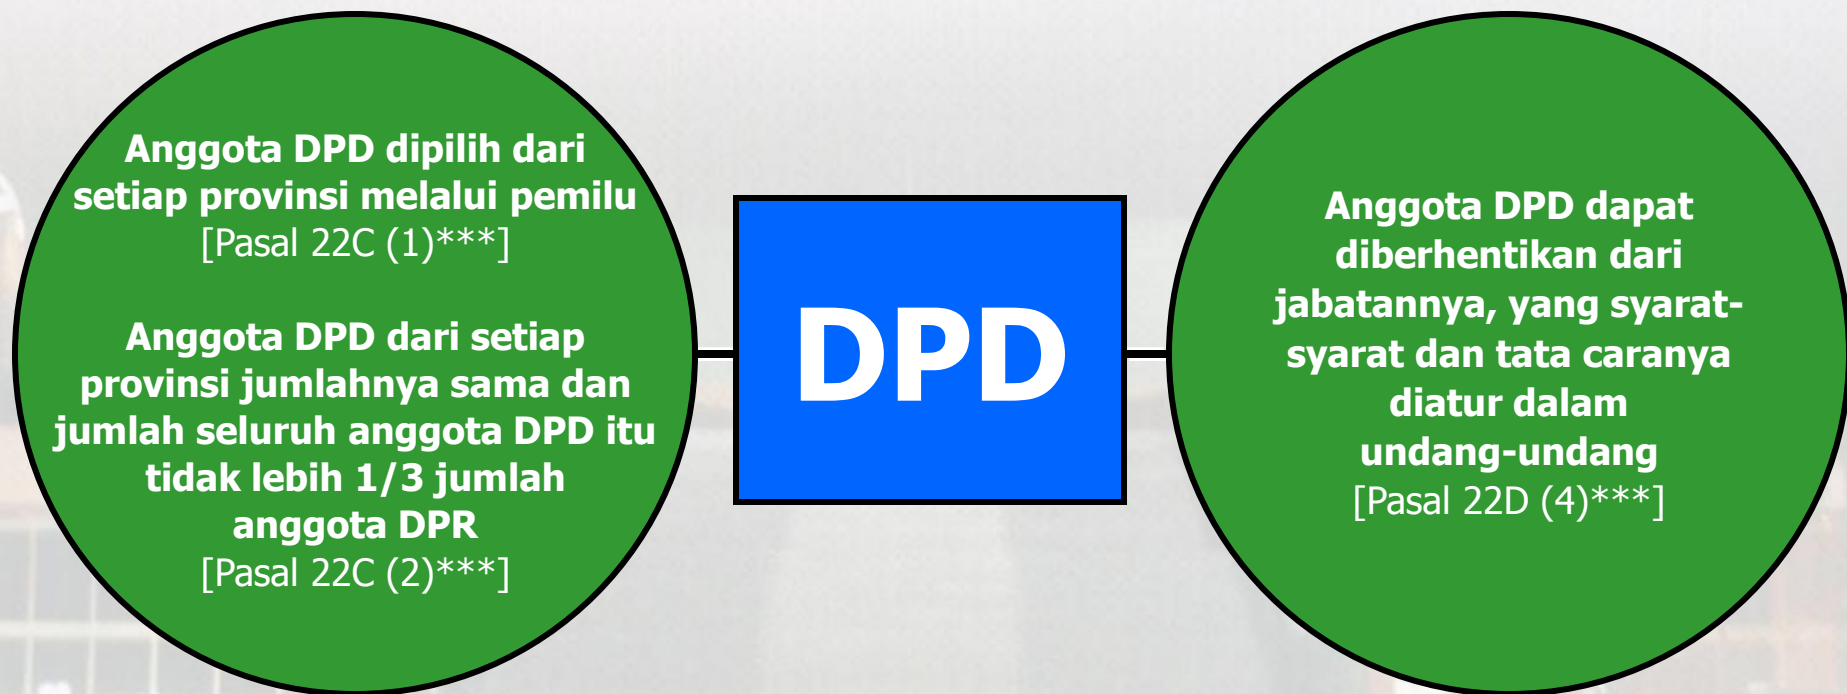 Anggota DPD dipilih dari
setiap provinsi melalui pemilu
[Pasal 22C (1)***]
Anggota DPD dari setiap
provinsi jumlahnya sama dan
jumlah seluruh anggota DPD itu
tidak lebih 1/3 jumlah
anggota DPR
[Pasal 22C (2)***]
DPD
Anggota DPD dapat
diberhentikan dari
jabatannya, yang syarat-
syarat dan tata caranya
diatur dalam
undang-undang
[Pasal 22D (4)***]